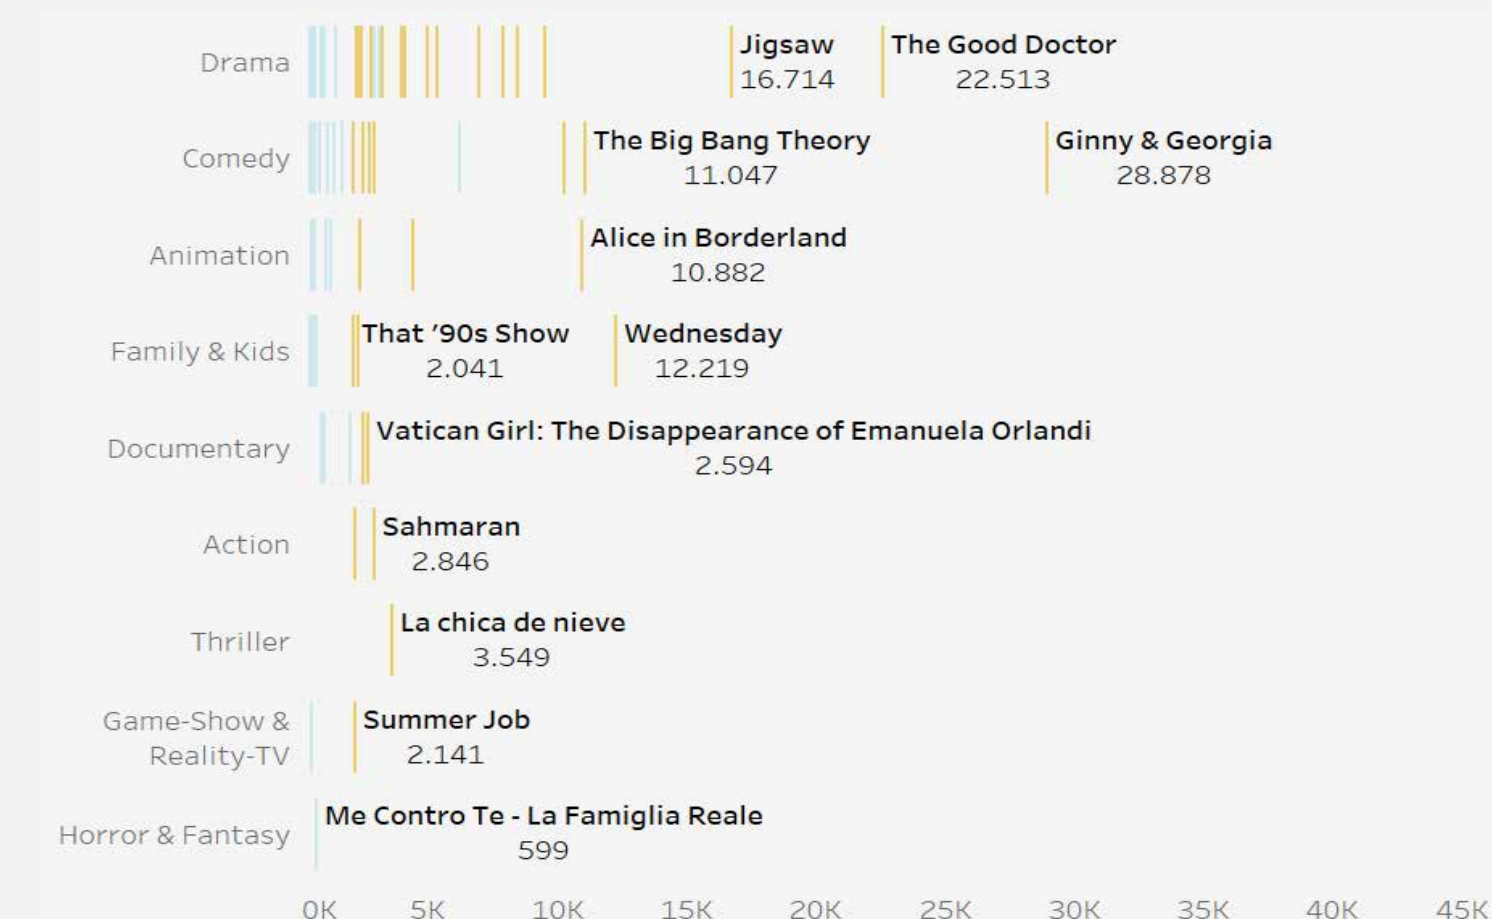 Drama
Jigsaw
16.714
The Good Doctor
22.513
Comedy
The Big Bang Theory
11.047
Ginny & Georgia
28.878
Animation
Alice in Borderland
10.882
Family & Kids
That ’90s Show
2.041
Wednesday
12.219
Documentary
Vatican Girl: The Disappearance of Emanuela Orlandi
2.594
Action
Sahmaran
2.846
Thriller
La chica de nieve
3.549
Game-Show &
Reality-TV
Summer Job
2.141
Horror & Fantasy
Me Contro Te - La Famiglia Reale
599
0K 5K 10K 15K 20K 25K 30K 35K 40K 45K